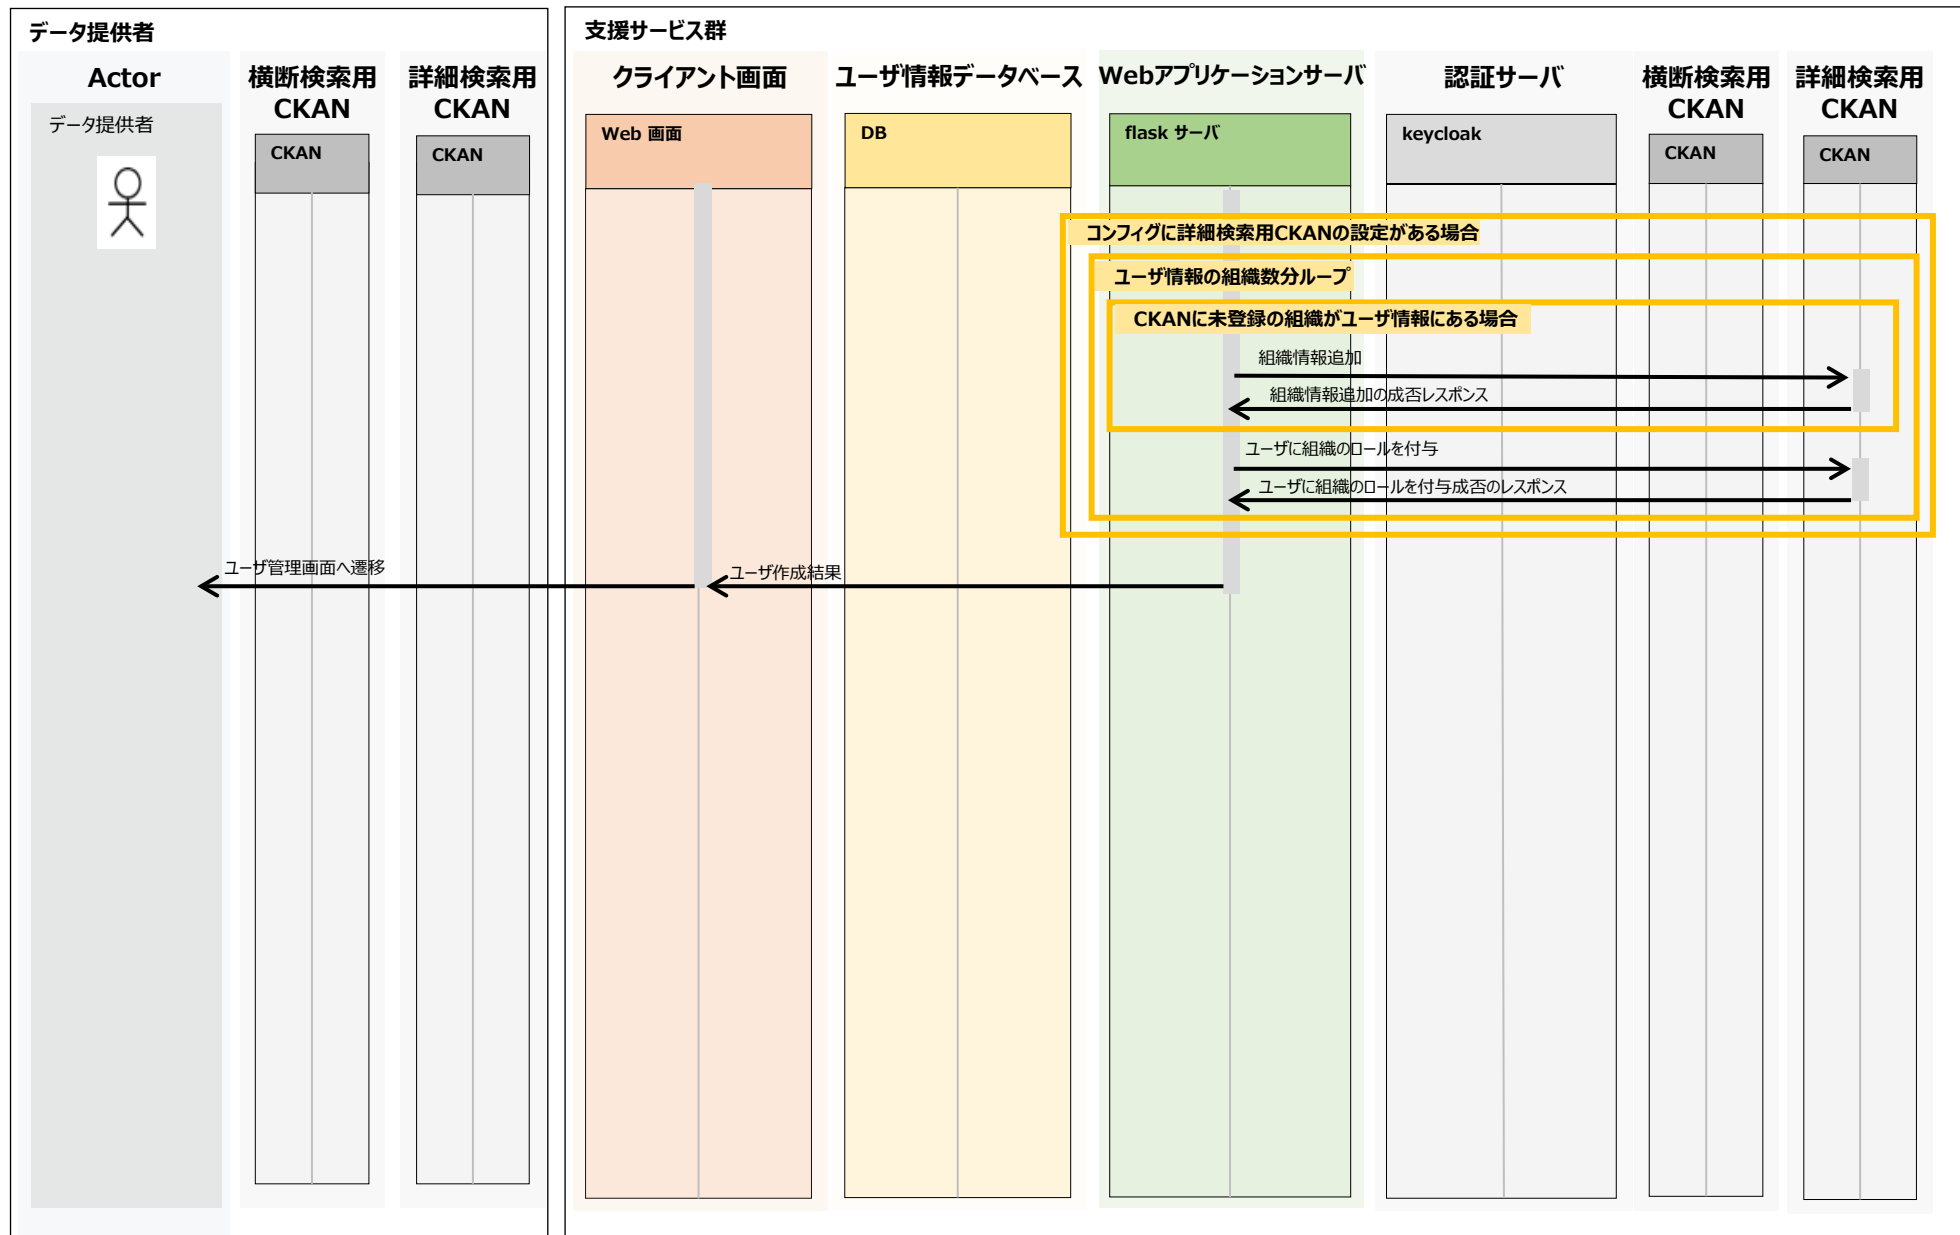 データ提供者
支援サービス群
Actor
横断検索用
CKAN
詳細検索用
CKAN
クライアント画面
ユーザ情報データベース
Webアプリケーションサーバ
認証サーバ
横断検索用
CKAN
詳細検索用
CKAN
データ提供者
CKAN
CKAN
Web 画面
DB
flask サーバ
keycloak
CKAN
CKAN
コンフィグに詳細検索用CKANの設定がある場合
ユーザ情報の組織数分ループ
CKANに未登録の組織がユーザ情報にある場合
組織情報追加
組織情報追加の成否レスポンス
ユーザに組織のロールを付与
ユーザに組織のロールを付与成否のレスポンス
ユーザ管理画面へ遷移
ユーザ作成結果